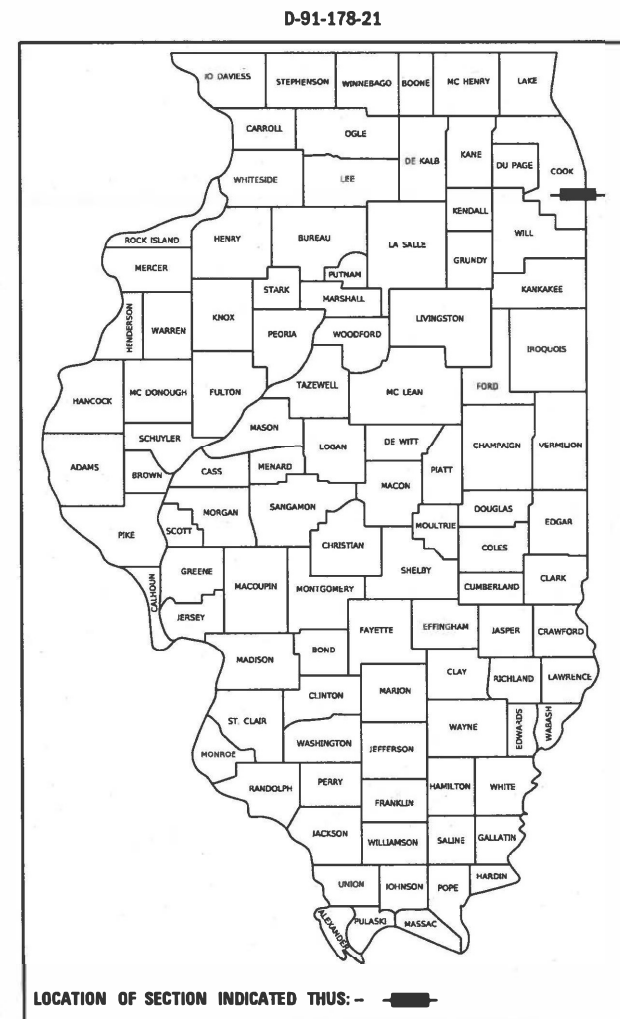 D-91-178-21
JO DAVIESS STEPHENSON WINNEBAGO BOONE MC HENRY LAKE
CARROLL OGLE DE KALB KANE DU PAGE COOK
WHITESIDE LEE
KENDALL
ROCK ISLAND HENRY BUREAU LA SALLE WILL
MERCER PUTNAM GRUNDY
STARK MARSHALL KANKAKEE
HENDERSON WARREN KNOX PEORIA WOODFORD LIVINGSTON
IROQUOIS
HANCOCK MC DONOUGH FULTON TAZEWELL MC LEAN FORD
MASON
SCHUYLER LOGAN DE WITT CHAMPAIGN VERMILION
ADAMS BROWN CASS MENARD MACON PIATT
PIKE SCOTT MORGAN SANGAMON DOUGLAS
CHRISTIAN MOULTRIE EDGAR
COLES
CALHOUN GREENE MACOUPIN MONTGOMERY SHELBY CUMBERLAND CLARK
JERSEY
FAYETTE EFFINGHAM JASPER CRAWFORD
MADISON BOND
CLAY RICHLAND LAWRENCE
CLINTON MARION
ST. CLAIR WAYNE EDWARDS WABASH
MONROE WASHINGTON JEFFERSON
RANDOLPH PERRY HAMILTON WHITE
FRANKLIN
JACKSON WILLIAMSON SALINE GALLATIN
UNION JOHNSON POPE HARDIN
ALEXANDER PULASKI MASSAC
LOCATION OF SECTION INDICATED THUS: –